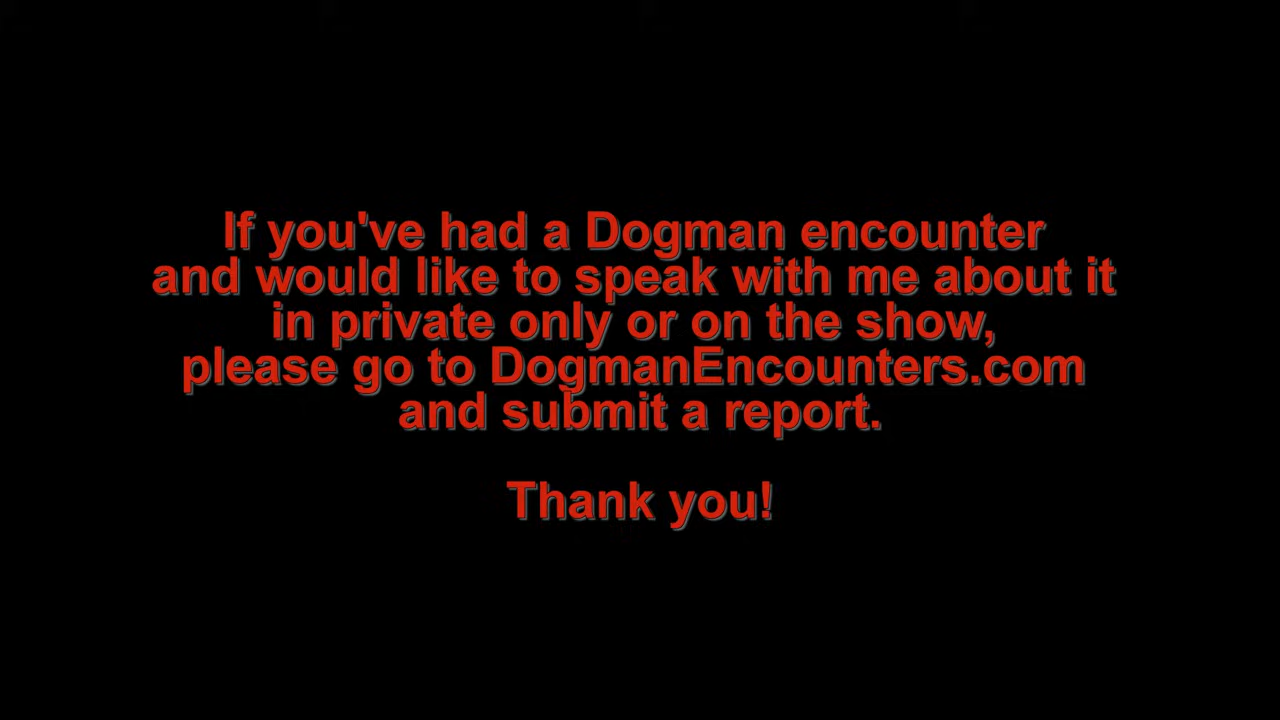 If you've had a Dogman encounter
and would like to speak with me about it
in private only or on the show,
please go to DogmanEncounters.com
and submit a report.
Thank you!